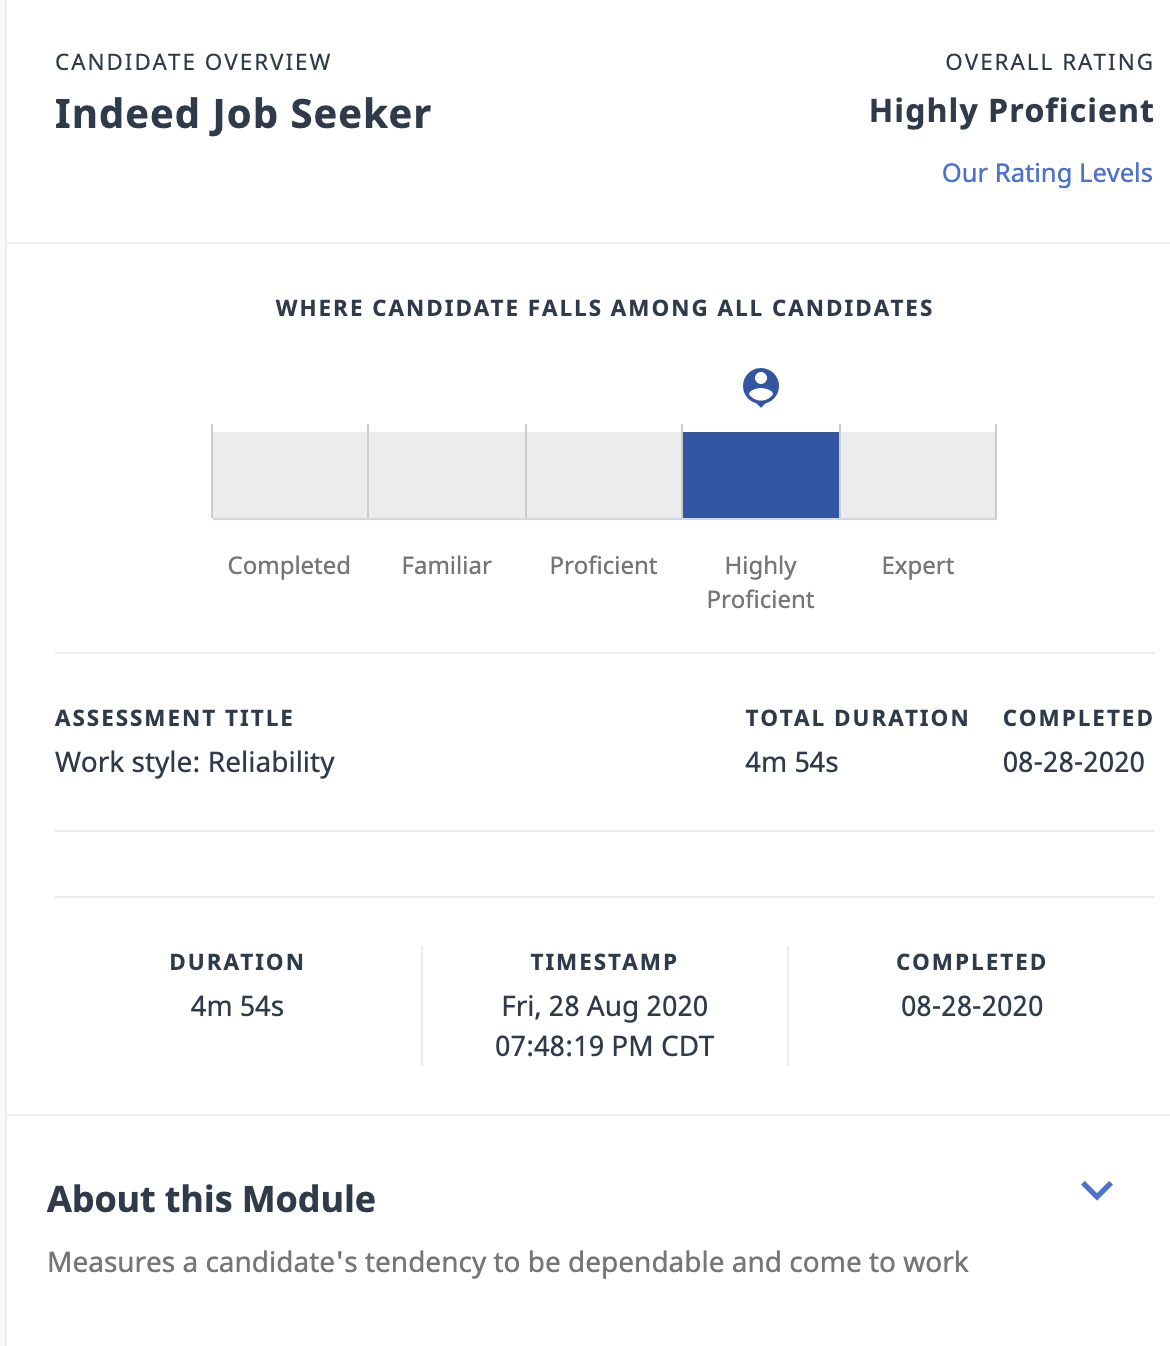 CANDIDATE OVERVIEW
Indeed Job Seeker
OVERALL RATING
Highly Proficient
Our Rating Levels
WHERE CANDIDATE FALLS AMONG ALL CANDIDATES
Completed
Familiar
Proficient
Highly
Proficient
Expert
ASSESSMENT TITLE
Work style: Reliability
TOTAL DURATION
4m 54s
COMPLETED
08-28-2020
DURATION
4m 54s
TIMESTAMP
Fri, 28 Aug 2020
07:48:19 PM CDT
COMPLETED
08-28-2020
About this Module
Measures a candidate's tendency to be dependable and come to work